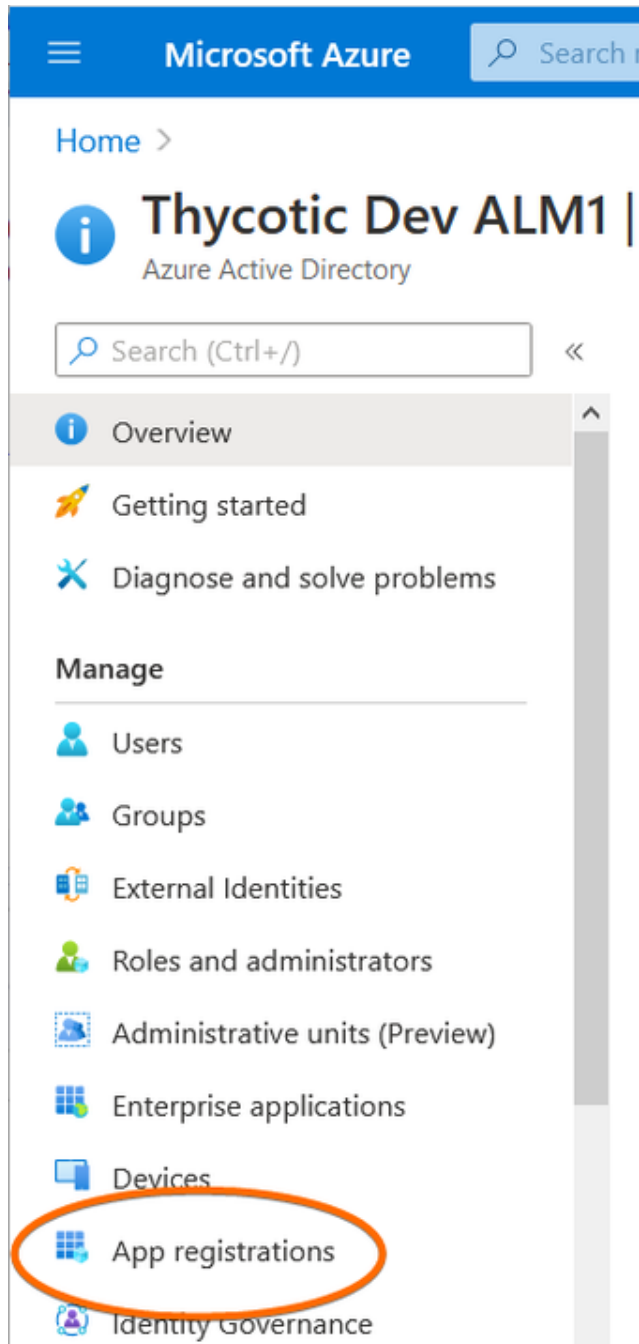 Microsoft Azure
Search
Home >
Thycotic Dev ALM1 |
Azure Active Directory
Search (Ctrl+/)
«
Overview
Getting started
Diagnose and solve problems
Manage
Users
Groups
External Identities
Roles and administrators
Administrative units (Preview)
Enterprise applications
Devices
App registrations
Identity Governance